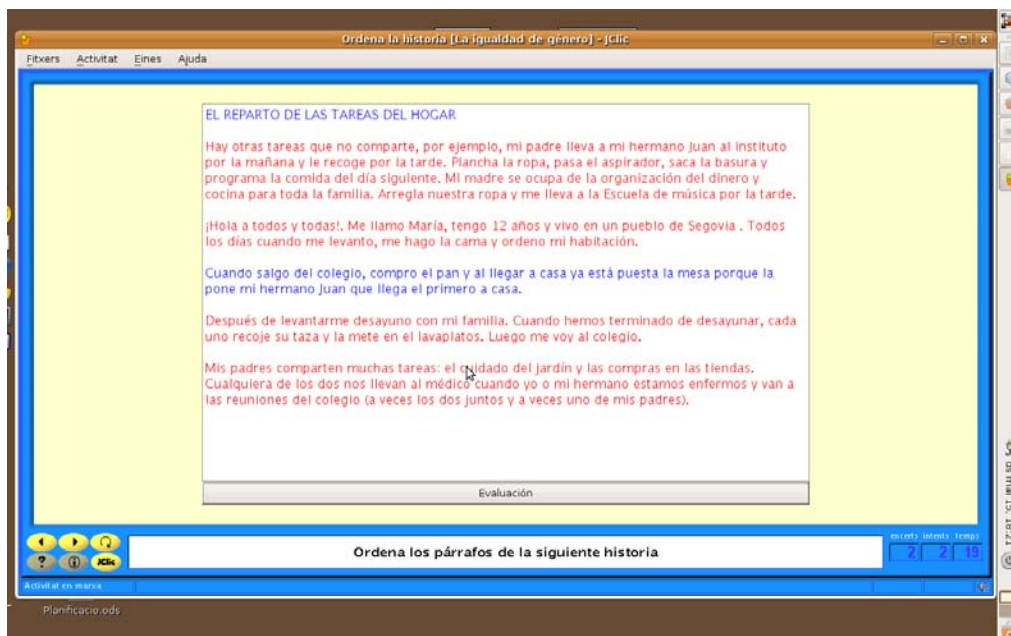 Ordena la historia [La igualdad de género] - JClic
Fitxers Activitat Eines Ajuda
EL REPARTO DE LAS TAREAS DEL HOGAR
Hay otras tareas que no comparte, por ejemplo, mi padre lleva a mi hermano Juan al instituto
por la mañana y le recoge por la tarde. Plancha la ropa, pasa el aspirador, saca la basura y
programa la comida del día siguiente. Mi madre se ocupa de la organización del dinero y
cocina para toda la familia. Arregla nuestra ropa y me lleva a la Escuela de música por la tarde.
¡Hola a todos y todas!. Me llamo María, tengo 12 años y vivo en un pueblo de Segovia . Todos
los días cuando me levanto, me hago la cama y ordeno mi habitación.
Cuando salgo del colegio, compro el pan y al llegar a casa ya está puesta la mesa porque la
pone mi hermano Juan que llega el primero a casa.
Después de levantarme desayuno con mi familia. Cuando hemos terminado de desayunar, cada
uno recoje su taza y la mete en el lavaplatos. Luego me voy al colegio.
Mis padres comparten muchas tareas: el cuidado del jardín y las compras en las tiendas.
Cualquiera de los dos nos llevan al médico cuando yo o mi hermano estamos enfermos y van a
las reuniones del colegio (a veces los dos juntos y a veces uno de mis padres).
Evaluación
Ordena los párrafos de la siguiente historia
encerts intents temps
2 2 19
? i JClic
Activitat en marxa
Planificacio.ods